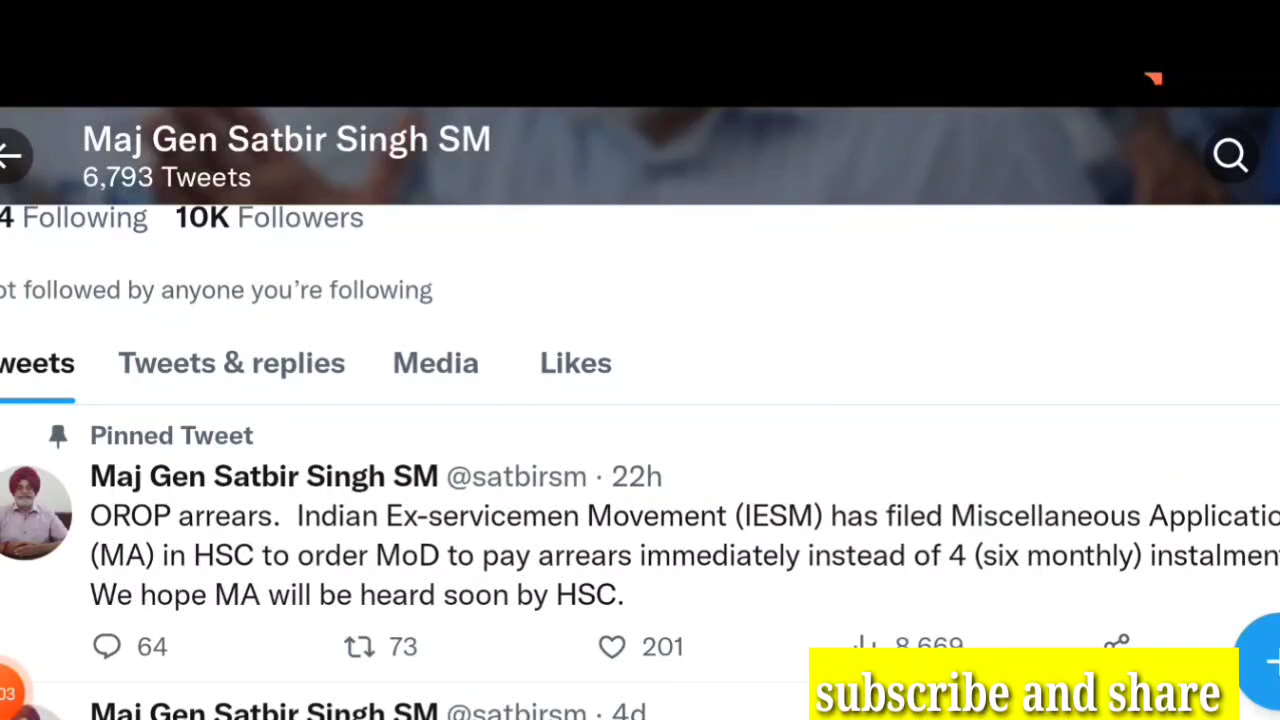 Maj Gen Satbir Singh SM
6,793 Tweets
4 Following 10K Followers
ot followed by anyone you're following
weets Tweets & replies Media Likes
Pinned Tweet
Maj Gen Satbir Singh SM @satbirsm · 22h
OROP arrears. Indian Ex-servicemen Movement (IESM) has filed Miscellaneous Applicatio
(MA) in HSC to order MoD to pay arrears immediately instead of 4 (six monthly) instalmen
We hope MA will be heard soon by HSC.
64 73 201 8,669
03
subscribe and share
Maj Gen Satbir Singh SM @satbirsm · 4d